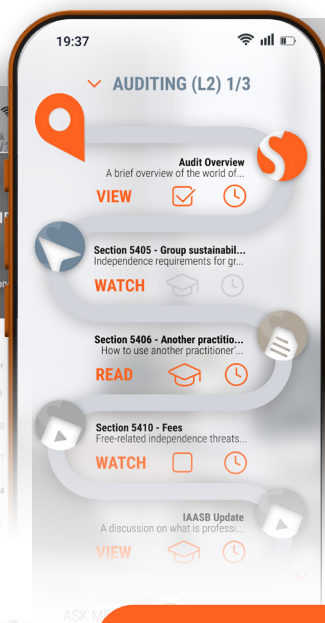 19:37
AUDITING (L2) 1/3
Audit Overview
A brief overview of the world of...
VIEW
Section 5405 - Group sustainabil...
Independence requirements for gr...
WATCH
Section 5406 - Another practitio...
How to use another practitioner'...
READ
Section 5410 - Fees
Free-related independence threats...
WATCH
IAASB Update
A discussion on what is professi...
VIEW
ASK